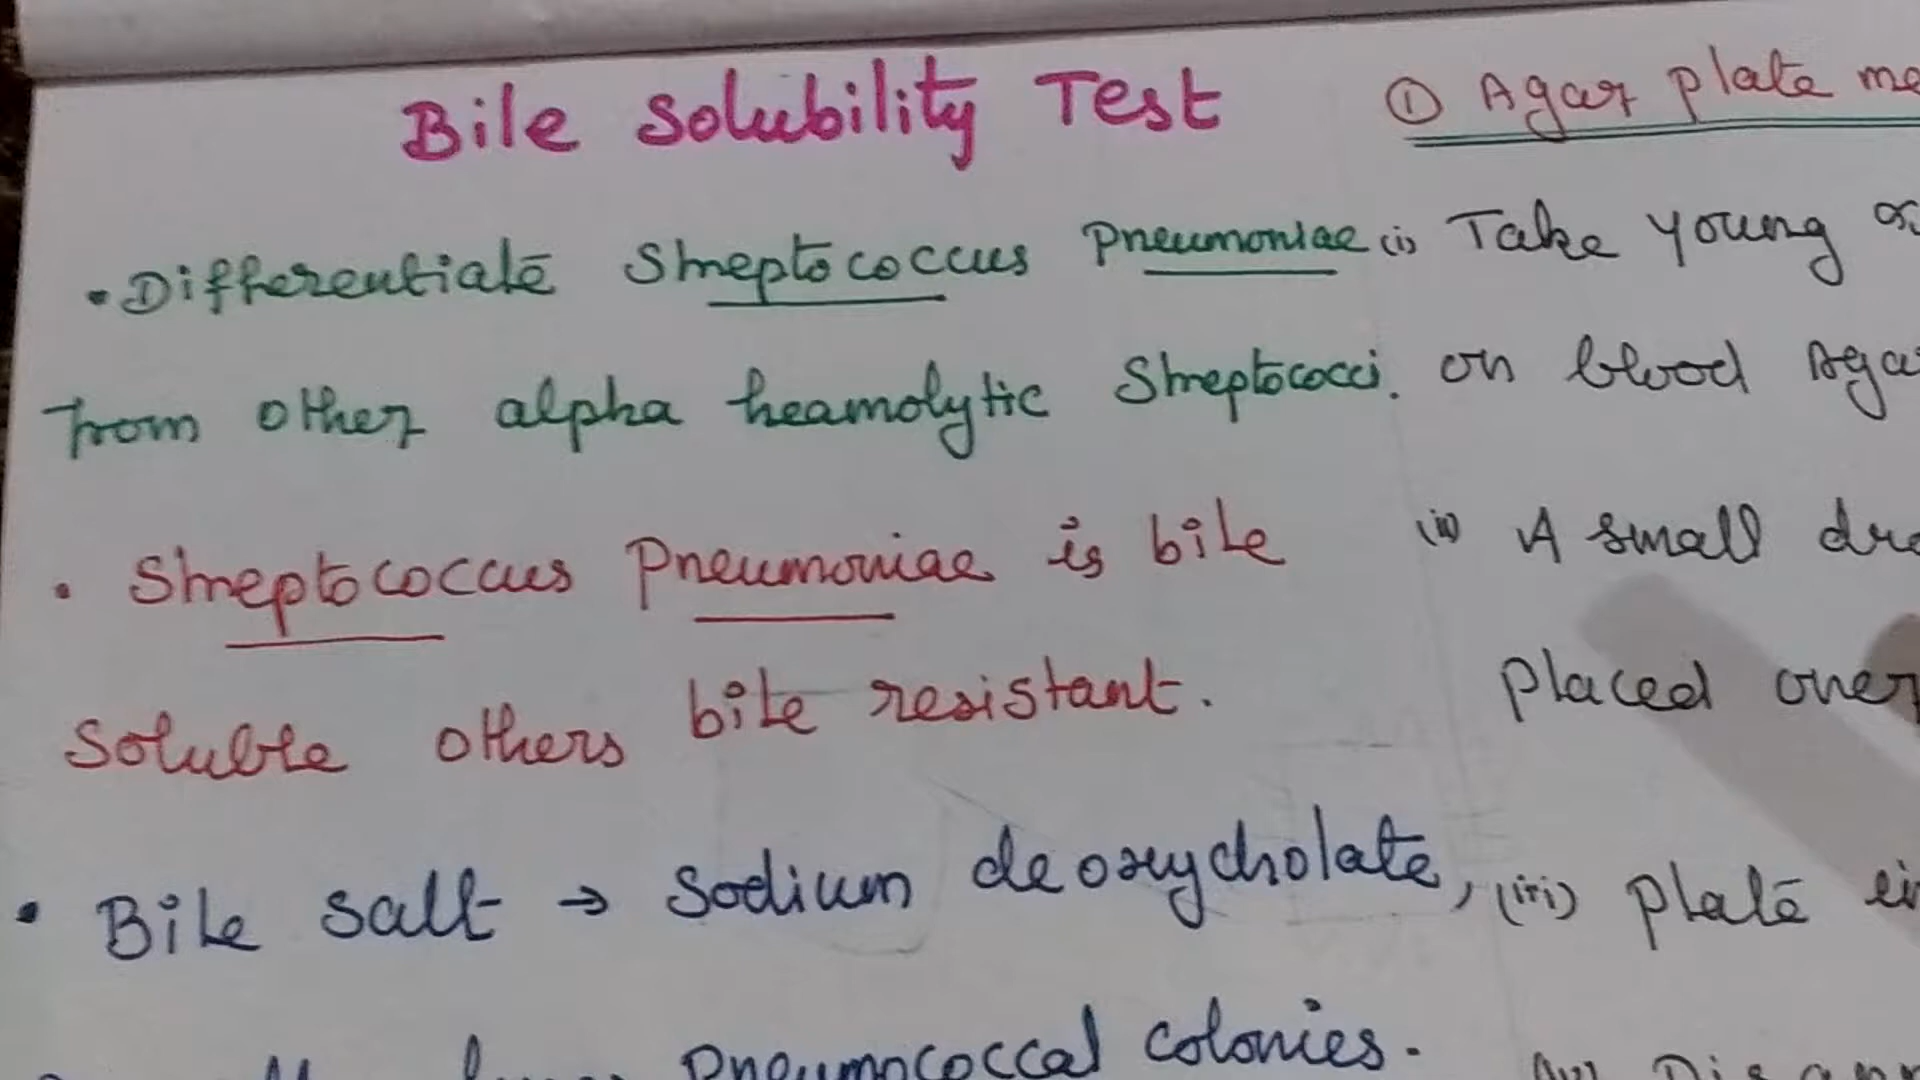 Bile Solubility Test
• Differentiate Streptococcus Pneumoniae
from other alpha heamolytic Streptococci.
• Streptococcus Pneumoniae is bile
soluble others bile resistant.
• Bile salt → Sodium deoxycholate,
Pneumococcal colonies.
① Agar plate me
(i) Take young
on blood Aga
(ii) A small dro
placed over
(iii) Plate